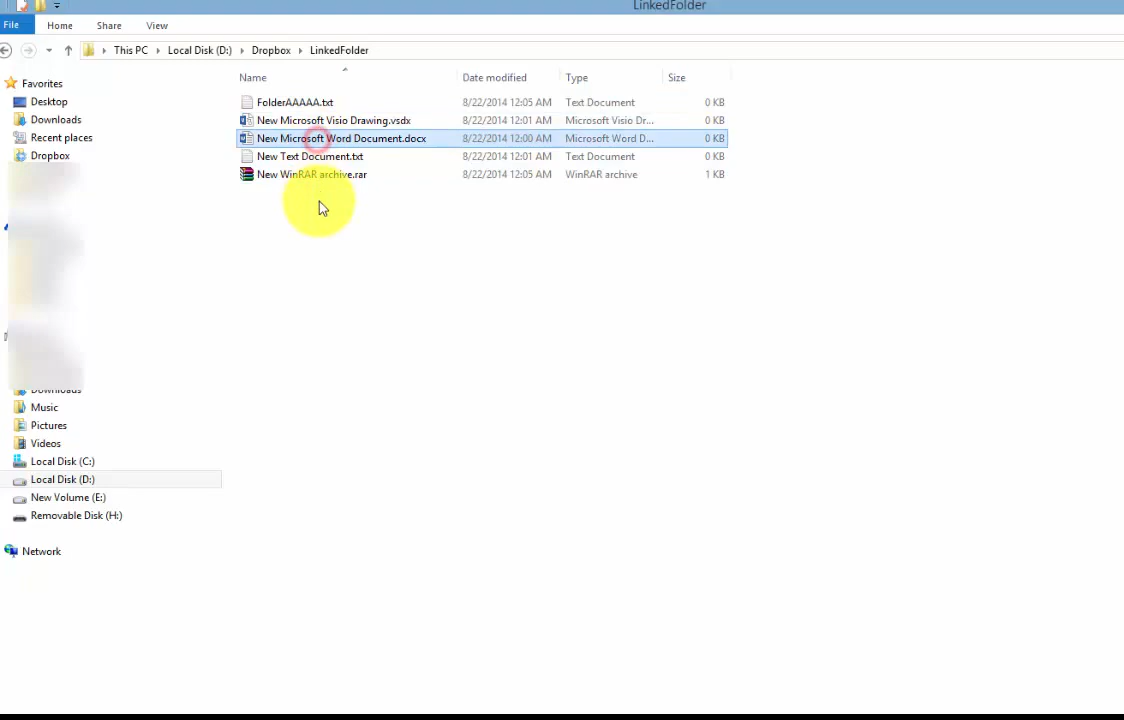 LinkedFolder
File Home Share View
This PC Local Disk (D:) Dropbox LinkedFolder
Name Date modified Type Size
FolderAAAAA.txt 8/22/2014 12:05 AM Text Document 0 KB
New Microsoft Visio Drawing.vsdx 8/22/2014 12:01 AM Microsoft Visio Dr... 0 KB
New Microsoft Word Document.docx 8/22/2014 12:00 AM Microsoft Word D... 0 KB
New Text Document.txt 8/22/2014 12:01 AM Text Document 0 KB
New WinRAR archive.rar 8/22/2014 12:05 AM WinRAR archive 1 KB
Favorites
Desktop
Downloads
Recent places
Dropbox
Downloads
Music
Pictures
Videos
Local Disk (C:)
Local Disk (D:)
New Volume (E:)
Removable Disk (H:)
Network